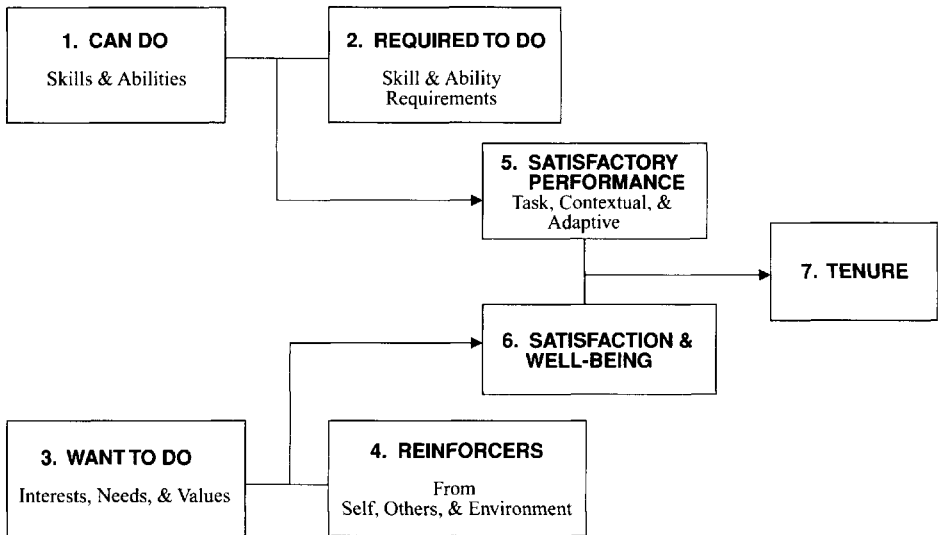 1. CAN DO
Skills & Abilities
2. REQUIRED TO DO
Skill & Ability
Requirements
5. SATISFACTORY
PERFORMANCE
Task, Contextual, &
Adaptive
7. TENURE
6. SATISFACTION &
WELL-BEING
3. WANT TO DO
Interests, Needs, & Values
4. REINFORCERS
From
Self, Others, & Environment